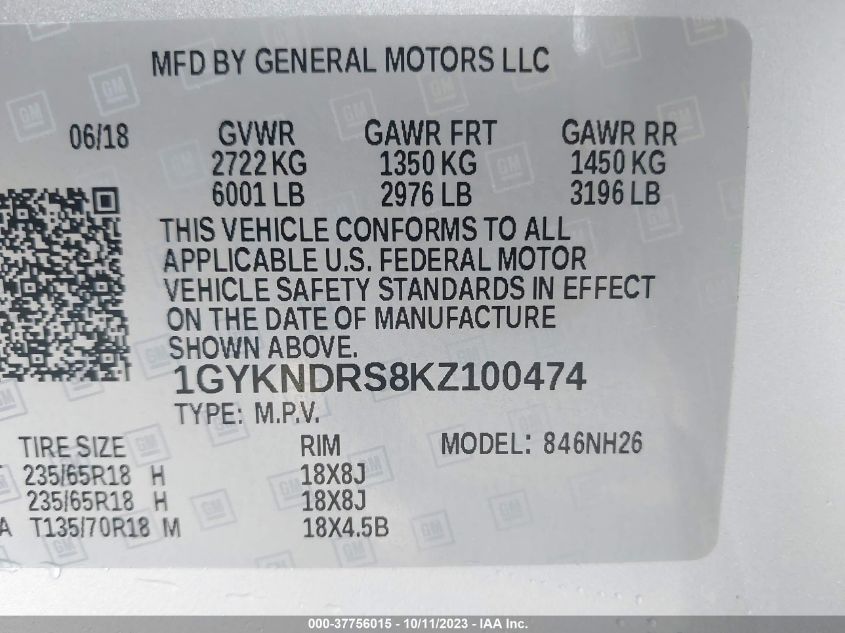 MFD BY GENERAL MOTORS LLC
06/18 GVWR GAWR FRT GAWR RR
2722 KG 1350 KG 1450 KG
6001 LB 2976 LB 3196 LB
THIS VEHICLE CONFORMS TO ALL
APPLICABLE U.S. FEDERAL MOTOR
VEHICLE SAFETY STANDARDS IN EFFECT
ON THE DATE OF MANUFACTURE
SHOWN ABOVE.
1GYKNDRS8KZ100474
TYPE: M.P.V.
TIRE SIZE RIM MODEL: 846NH26
235/65R18 H 18X8J
235/65R18 H 18X8J
A T135/70R18 M 18X4.5B
000-37756015 - 10/11/2023 - IAA Inc.